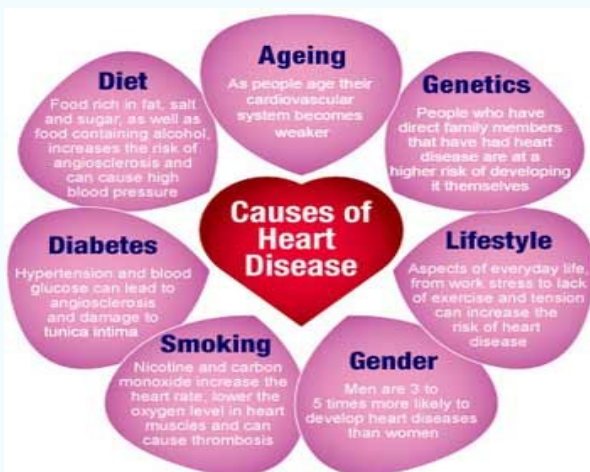 Causes of
Heart
Disease
Ageing
As people age their
cardiovascular
system becomes
weaker
Genetics
People who have
direct family members
that have had heart
disease are at a
higher risk of developing
it themselves
Lifestyle
Aspects of everyday life,
from work stress to lack
of exercise and tension
can increase the
risk of heart
disease
Gender
Men are 3 to
5 times more likely to
develop heart diseases
than women
Smoking
Nicotine and carbon
monoxide increase the
heart rate, lower the
oxygen level in heart
muscles and can
cause thrombosis
Diabetes
Hypertension and blood
glucose can lead to
angiosclerosis
and damage to
tunica intima
Diet
Food rich in fat, salt
and sugar, as well as
food containing alcohol,
increases the risk of
angiosclerosis and
can cause high
blood pressure